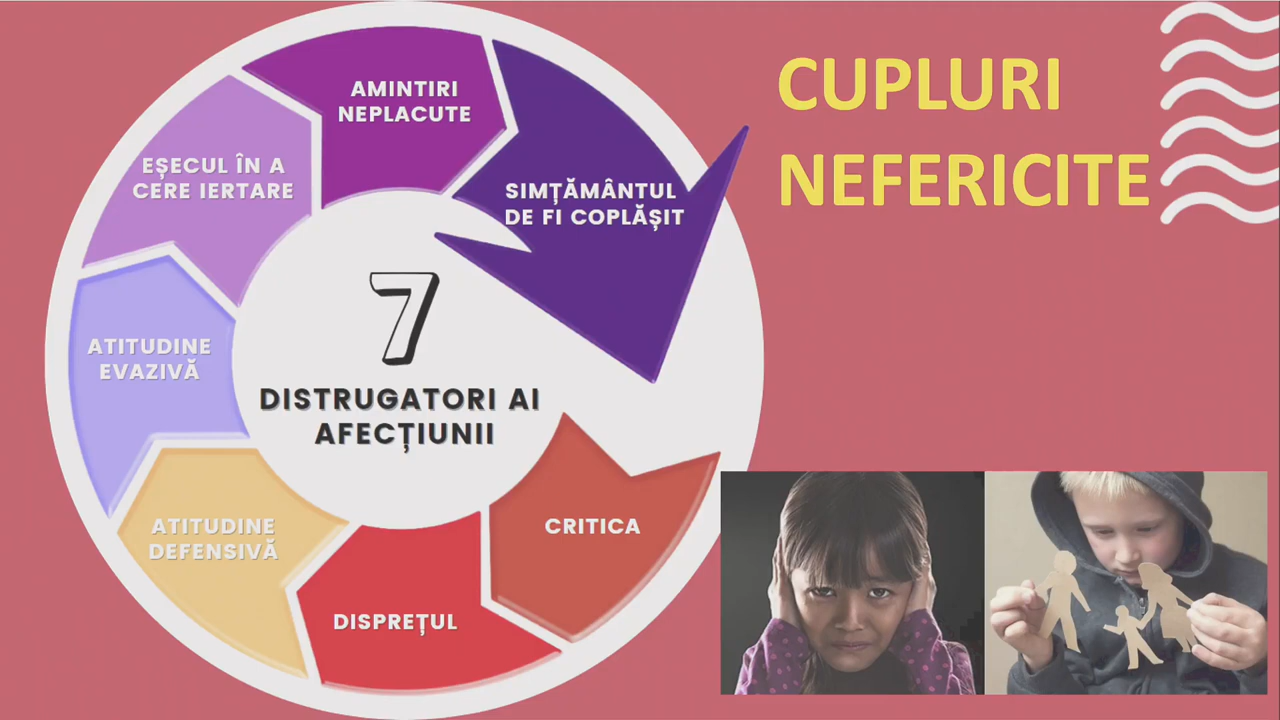 CUPLURI
NEFERICITE
7
DISTRUGATORI AI
AFECȚIUNII
CRITICA
DISPREȚUL
ATITUDINE
DEFENSIVĂ
ATITUDINE
EVAZIVĂ
EȘECUL ÎN A
CERE IERTARE
AMINTIRI
NEPLACUTE
SIMȚĂMÂNTUL
DE FI COPLĂȘIT